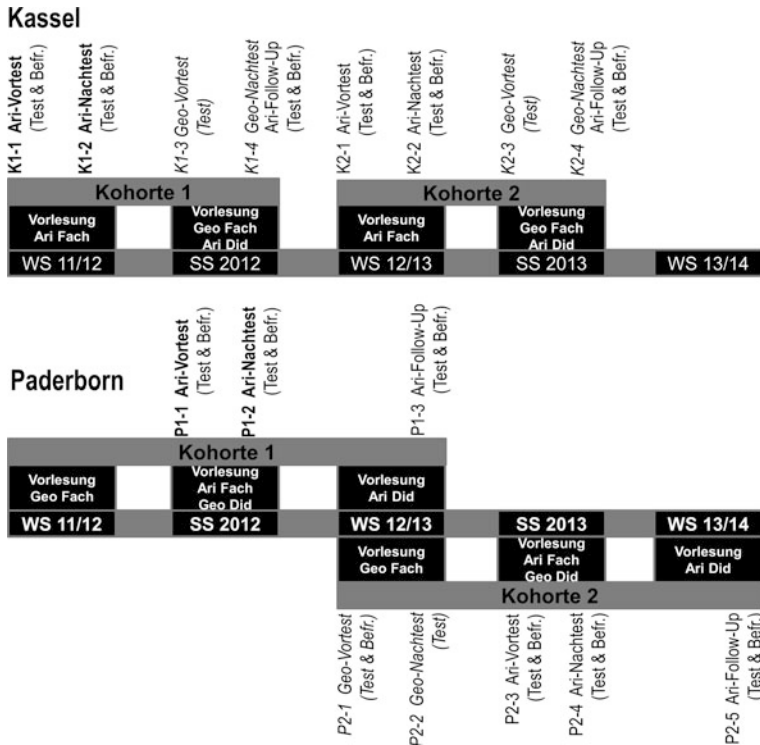 Kassel
K1-1 Ari-Vortest
(Test & Befr.)
K1-2 Ari-Nachtest
(Test & Befr.)
K1-3 Geo-Vortest
(Test)
K1-4 Geo-Nachtest
Ari-Follow-Up
(Test & Befr.)
K2-1 Ari-Vortest
(Test & Befr.)
K2-2 Ari-Nachtest
(Test & Befr.)
K2-3 Geo-Vortest
(Test)
K2-4 Geo-Nachtest
Ari-Follow-Up
(Test & Befr.)
Kohorte 1
Kohorte 2
Vorlesung
Ari Fach
Vorlesung
Geo Fach
Ari Did
Vorlesung
Ari Fach
Vorlesung
Geo Fach
Ari Did
WS 11/12
SS 2012
WS 12/13
SS 2013
WS 13/14
Paderborn
P1-1 Ari-Vortest
(Test & Befr.)
P1-2 Ari-Nachtest
(Test & Befr.)
P1-3 Ari-Follow-Up
(Test & Befr.)
Kohorte 1
Vorlesung
Geo Fach
Vorlesung
Ari Fach
Geo Did
Vorlesung
Ari Did
WS 11/12
SS 2012
WS 12/13
SS 2013
WS 13/14
Vorlesung
Geo Fach
Vorlesung
Ari Fach
Geo Did
Vorlesung
Ari Did
Kohorte 2
P2-1 Geo-Vortest
(Test & Befr.)
P2-2 Geo-Nachtest
(Test)
P2-3 Ari-Vortest
(Test & Befr.)
P2-4 Ari-Nachtest
(Test & Befr.)
P2-5 Ari-Follow-Up
(Test & Befr.)